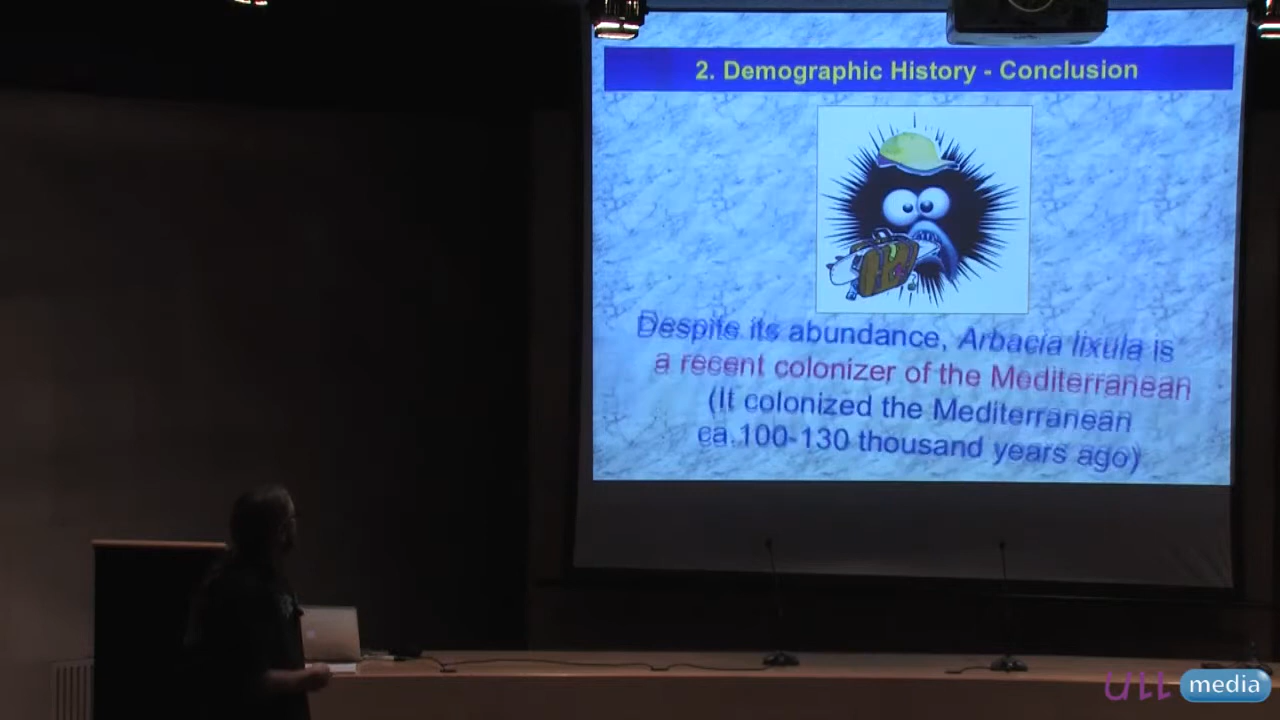 2. Demographic History - Conclusion
Despite its abundance, Arbacia lixula is
a recent colonizer of the Mediterranean
(It colonized the Mediterranean
ca.100-130 thousand years ago)
ULL media